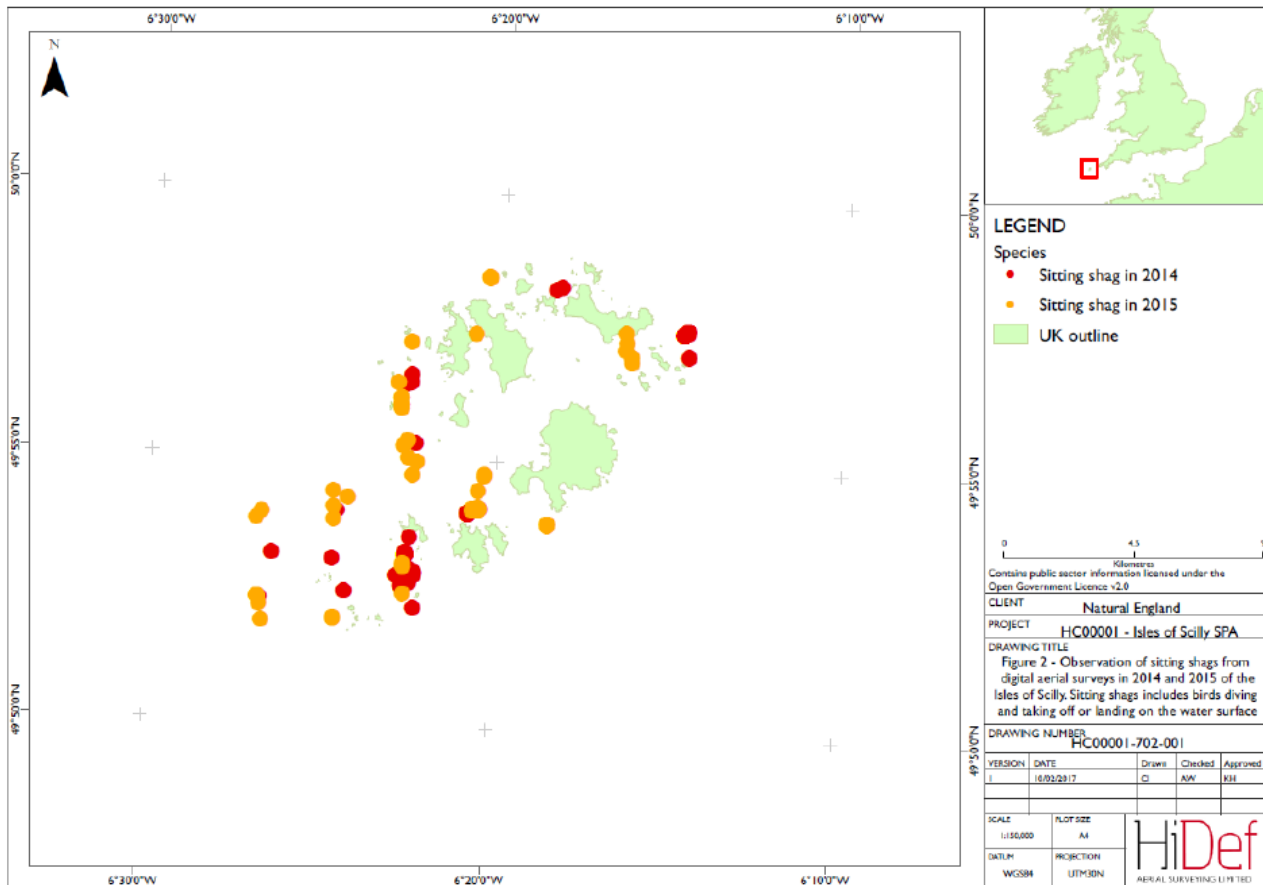 6°30'0"W
6°20'0"W
6°10'0"W
N
50°0'0"N
50°0'0"N
49°55'0"N
49°55'0"N
49°50'0"N
49°50'0"N
6°30'0"W
6°20'0"W
6°10'0"W
LEGEND
Species
Sitting shag in 2014
Sitting shag in 2015
UK outline
0 4.5
Kilometres
Contains public sector information licensed under the
Open Government Licence v2.0
CLIENT
Natural England
PROJECT
HC00001 - Isles of Scilly SPA
DRAWING TITLE
Figure 2 - Observation of sitting shags from
digital aerial surveys in 2014 and 2015 of the
Isles of Scilly. Sitting shags includes birds diving
and taking off or landing on the water surface
DRAWING NUMBER
HC00001-702-001
VERSION DATE Drawn Checked Approved
1 10/02/2017 CI AW KH
SCALE
1:150,000
PLOT SIZE
A4
DATUM
WGS84
PROJECTION
UTM30N
HiDef
AERIAL SURVEYING LIMITED